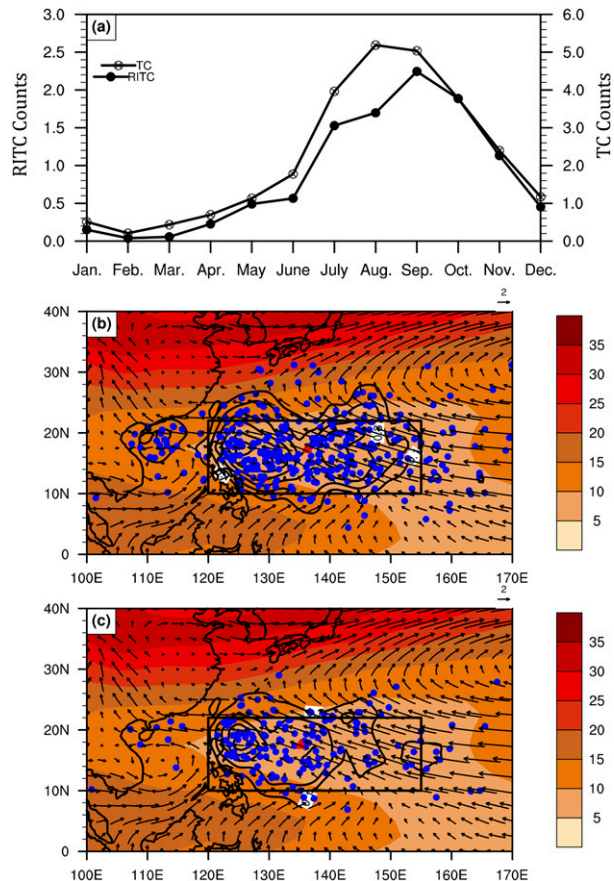 (a)
3.0
2.5
2.0
1.5
1.0
0.5
0.0
RITC Counts
6.0
5.0
4.0
3.0
2.0
1.0
0.0
TC Counts
TC
RITC
Jan. Feb. Mar. Apr. May June July Aug. Sep. Oct. Nov. Dec.
(b)
2
40N
30N
20N
10N
0
100E 110E 120E 130E 140E 150E 160E 170E
35
30
25
20
15
10
5
(c)
2
40N
30N
20N
10N
0
100E 110E 120E 130E 140E 150E 160E 170E
35
30
25
20
15
10
5